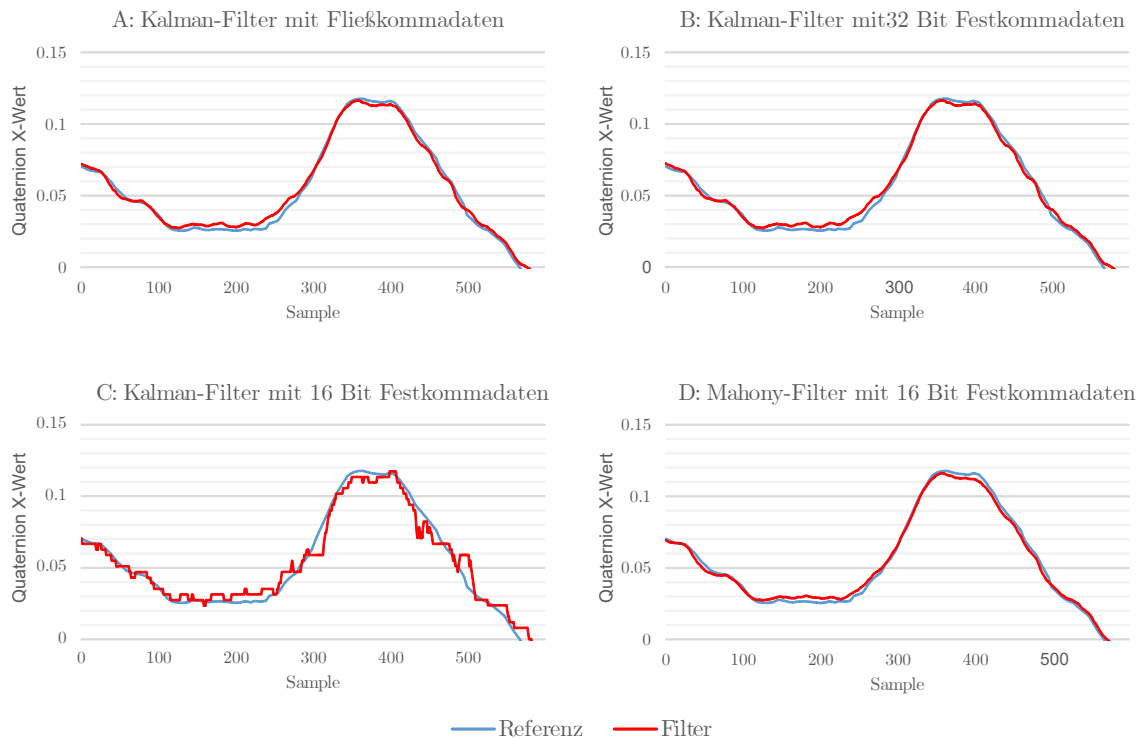 A: Kalman-Filter mit Fließkommadaten
0.15
0.1
0.05
0
Quaternion X-Wert
0 100 200 300 400 500
Sample
B: Kalman-Filter mit32 Bit Festkommadaten
0.15
0.1
0.05
0
Quaternion X-Wert
0 100 200 300 400 500
Sample
C: Kalman-Filter mit 16 Bit Festkommadaten
0.15
0.1
0.05
0
Quaternion X-Wert
0 100 200 300 400 500
Sample
D: Mahony-Filter mit 16 Bit Festkommadaten
0.15
0.1
0.05
0
Quaternion X-Wert
0 100 200 300 400 500
Sample
Referenz Filter